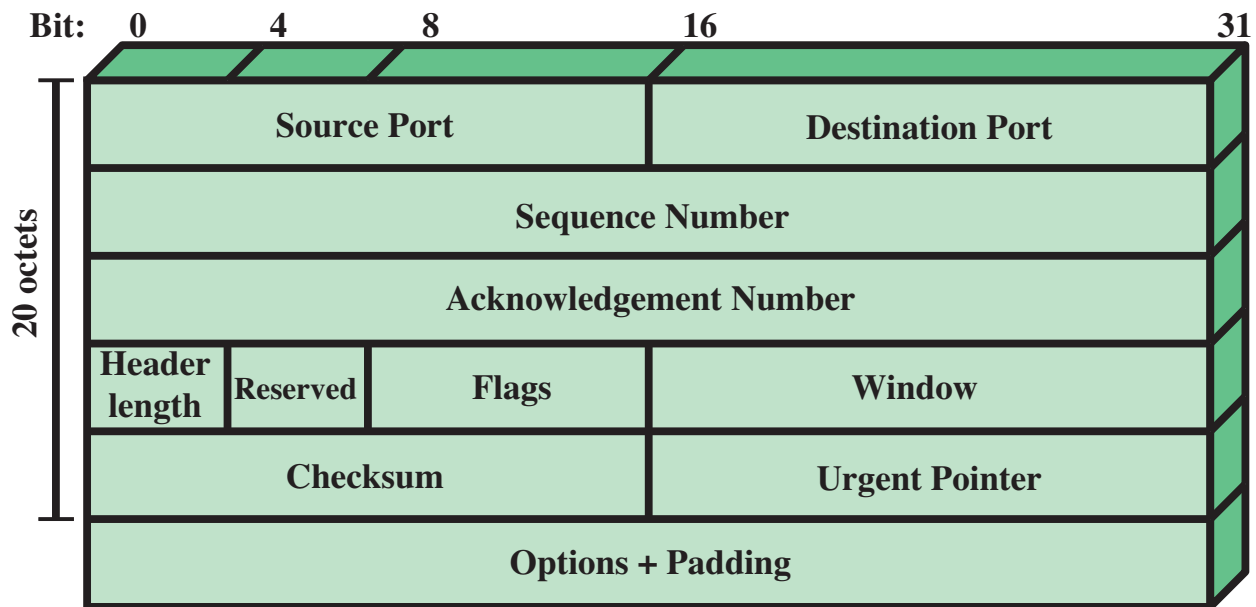 Bit: 0 4 8 16 31
20 octets
Source Port Destination Port
Sequence Number
Acknowledgement Number
Header
length Reserved Flags Window
Checksum Urgent Pointer
Options + Padding